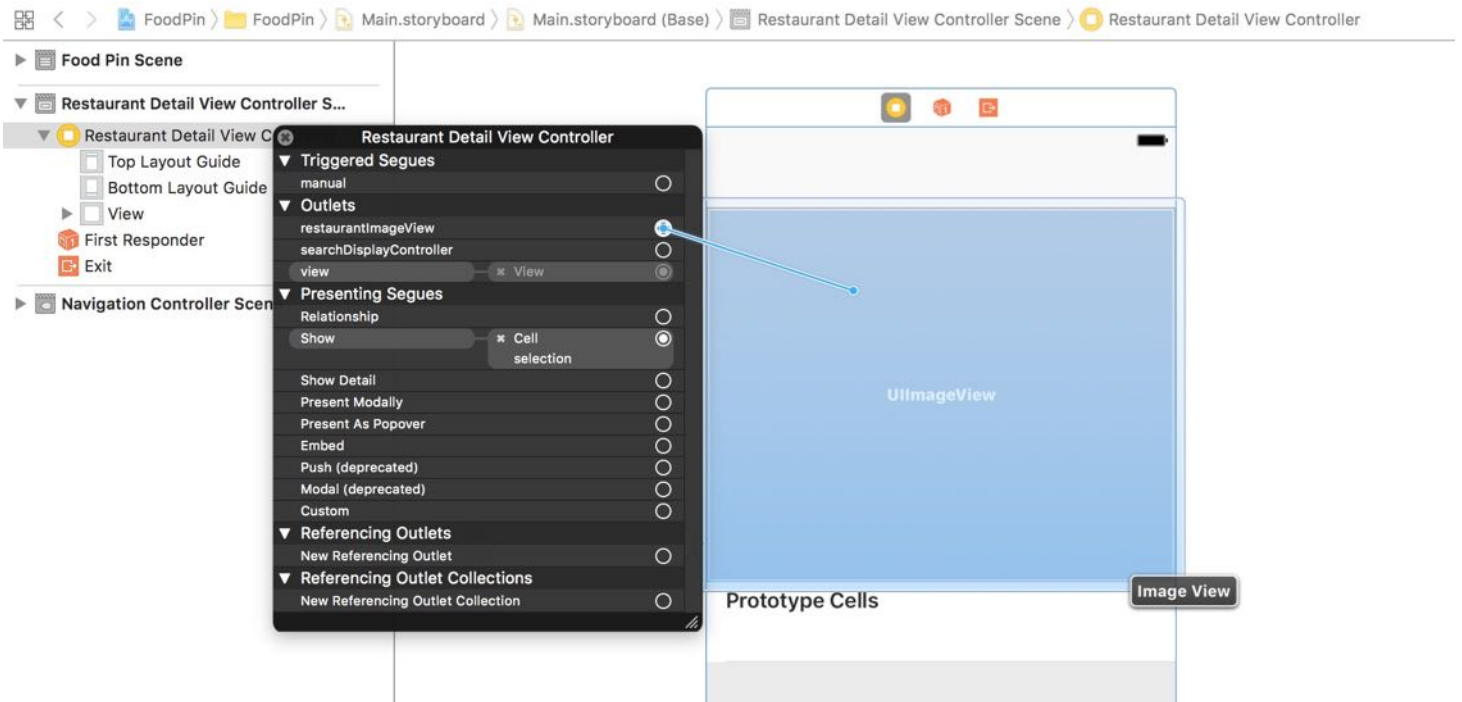 FoodPin FoodPin Main.storyboard Main.storyboard (Base) Restaurant Detail View Controller Scene Restaurant Detail View Controller
Food Pin Scene
Restaurant Detail View Controller S...
Restaurant Detail View C
Top Layout Guide
Bottom Layout Guide
View
First Responder
Exit
Navigation Controller Scen
Restaurant Detail View Controller
Triggered Segues
manual
Outlets
restaurantImageView
searchDisplayController
view View
Presenting Segues
Relationship
Show Cell
selection
Show Detail
Present Modally
Present As Popover
Embed
Push (deprecated)
Modal (deprecated)
Custom
Referencing Outlets
New Referencing Outlet
Referencing Outlet Collections
New Referencing Outlet Collection
UIImageView
Image View
Prototype Cells